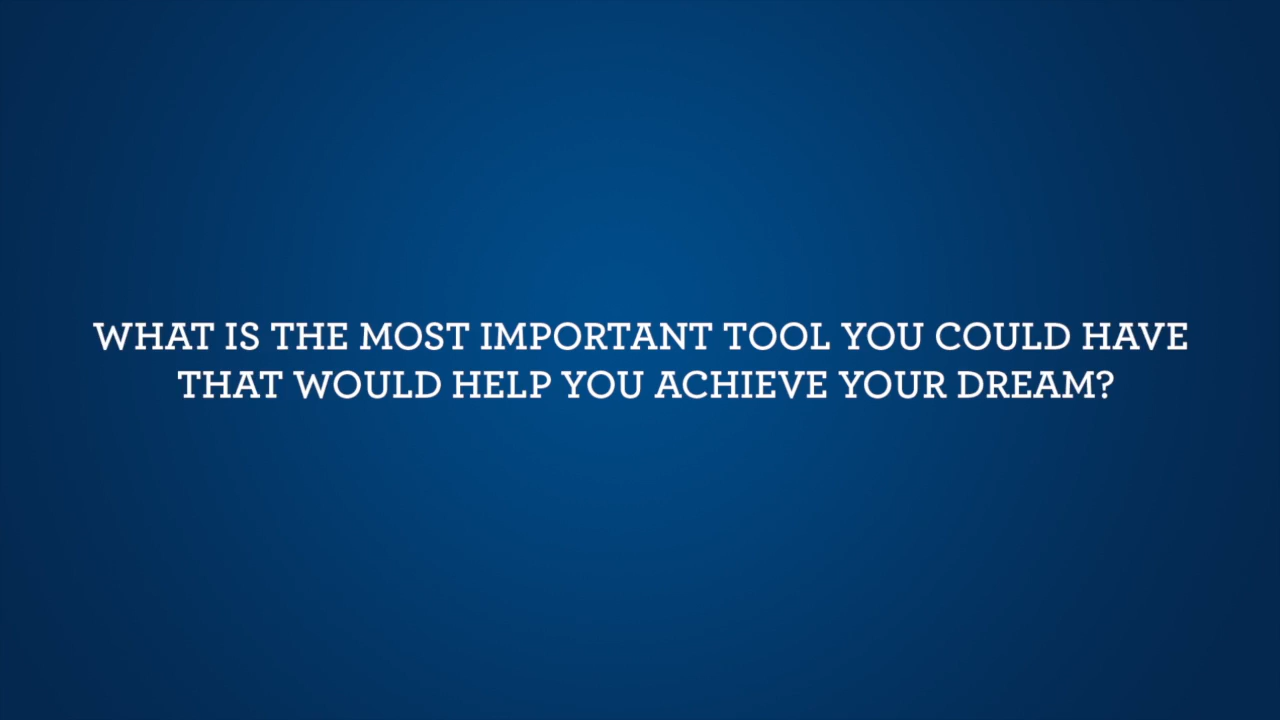 WHAT IS THE MOST IMPORTANT TOOL YOU COULD HAVE
THAT WOULD HELP YOU ACHIEVE YOUR DREAM?